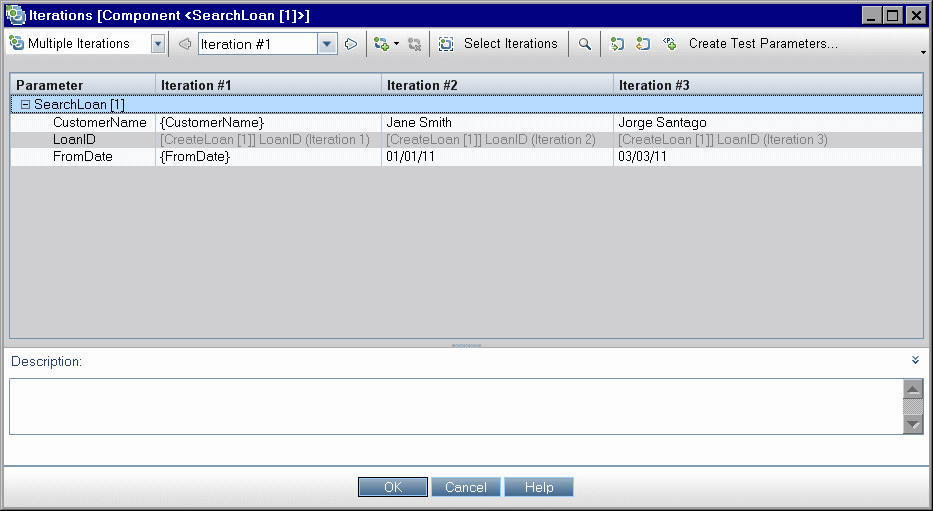 Iterations [Component <SearchLoan [1]>]
Multiple Iterations Iteration #1 Select Iterations Create Test Parameters...
Parameter Iteration #1 Iteration #2 Iteration #3
SearchLoan [1]
CustomerName {CustomerName} Jane Smith Jorge Santago
LoanID [CreateLoan [1]] LoanID (Iteration 1) [CreateLoan [1]] LoanID (Iteration 2) [CreateLoan [1]] LoanID (Iteration 3)
FromDate {FromDate} 01/01/11 03/03/11
Description:
OK Cancel Help